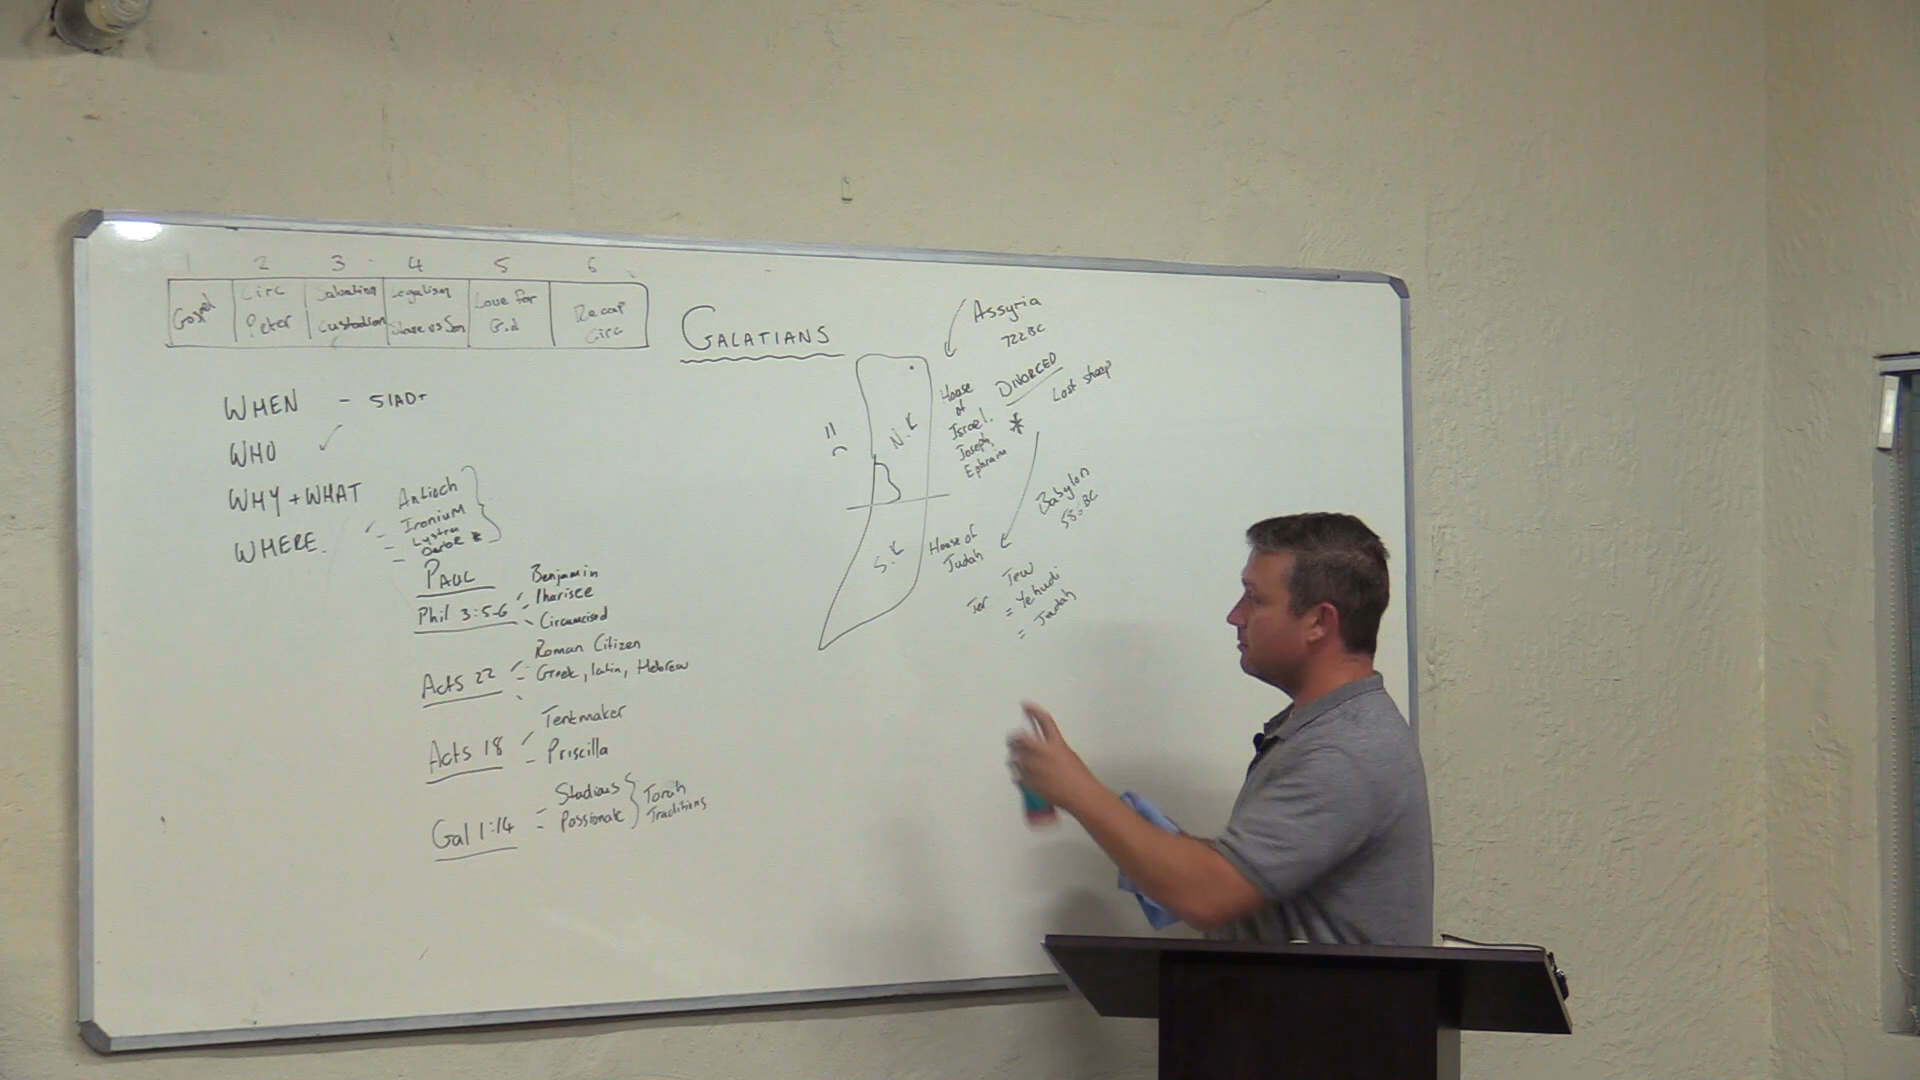 1 2 3 4 5 6
Gospel
Circ
Peter
Salvation
Custodian
Legalism
Slave vs Son
Love for
G.d
Recap
Circ
GALATIANS
WHEN - 51AD+
WHO ✓
WHY + WHAT
WHERE.
- Antioch
- Iconium
- Lystra
- Derbe
PAUL
Phil 3:5-6
- Benjamin
- Pharisee
- Circumcised
Acts 22
- Roman Citizen
- Greek, Latin, Hebrew
-
Acts 18
- Tentmaker
- Priscilla
Gal 1:14
- Studious
- Passionate
Torah
Traditions
Assyria
722BC
DIVORCED
Lost sheep
House
of
Israel.
Joseph,
Ephraim
*
N.K
S.K
House of
Judah
Babylon
Jew
= Yehudi
= Judah